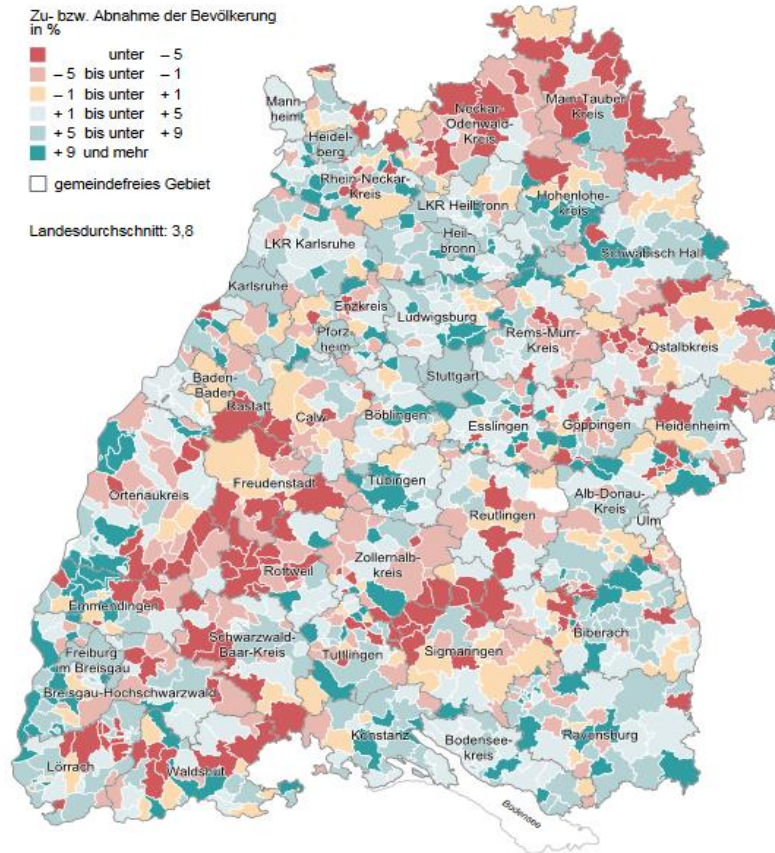 Zu- bzw. Abnahme der Bevölkerung
in %
unter – 5
– 5 bis unter – 1
– 1 bis unter + 1
+ 1 bis unter + 5
+ 5 bis unter + 9
+ 9 und mehr
gemeindefreies Gebiet
Landesdurchschnitt: 3,8
Mann
heim
Heidel-
berg
Rhein-Neckar-
Kreis
Neckar-
Odenwald-
Kreis
Main-Tauber
Kreis
LKR Heilbronn
Heil-
bronn
Hohenlohe-
kreis
Schwäbisch Hall
LKR Karlsruhe
Karlsruhe
Enzkreis
Pforz-
heim
Ludwigsburg
Rems-Murr-
Kreis
Ostalbkreis
Baden-
Baden
Rastatt
Calw
Stuttgart
Böblingen
Esslingen
Göppingen
Heidenheim
Ortenaukreis
Freudenstadt
Tübingen
Reutlingen
Alb-Donau-
Kreis
Ulm
Rottweil
Zollernalb-
kreis
Emmendingen
Freiburg
im Breisgau
Schwarzwald-
Baar-Kreis
Tuttlingen
Sigmaringen
Biberach
Breisgau-Hochschwarzwald
Lörrach
Waldshut
Konstanz
Bodensee-
kreis
Ravensburg
Bodensee